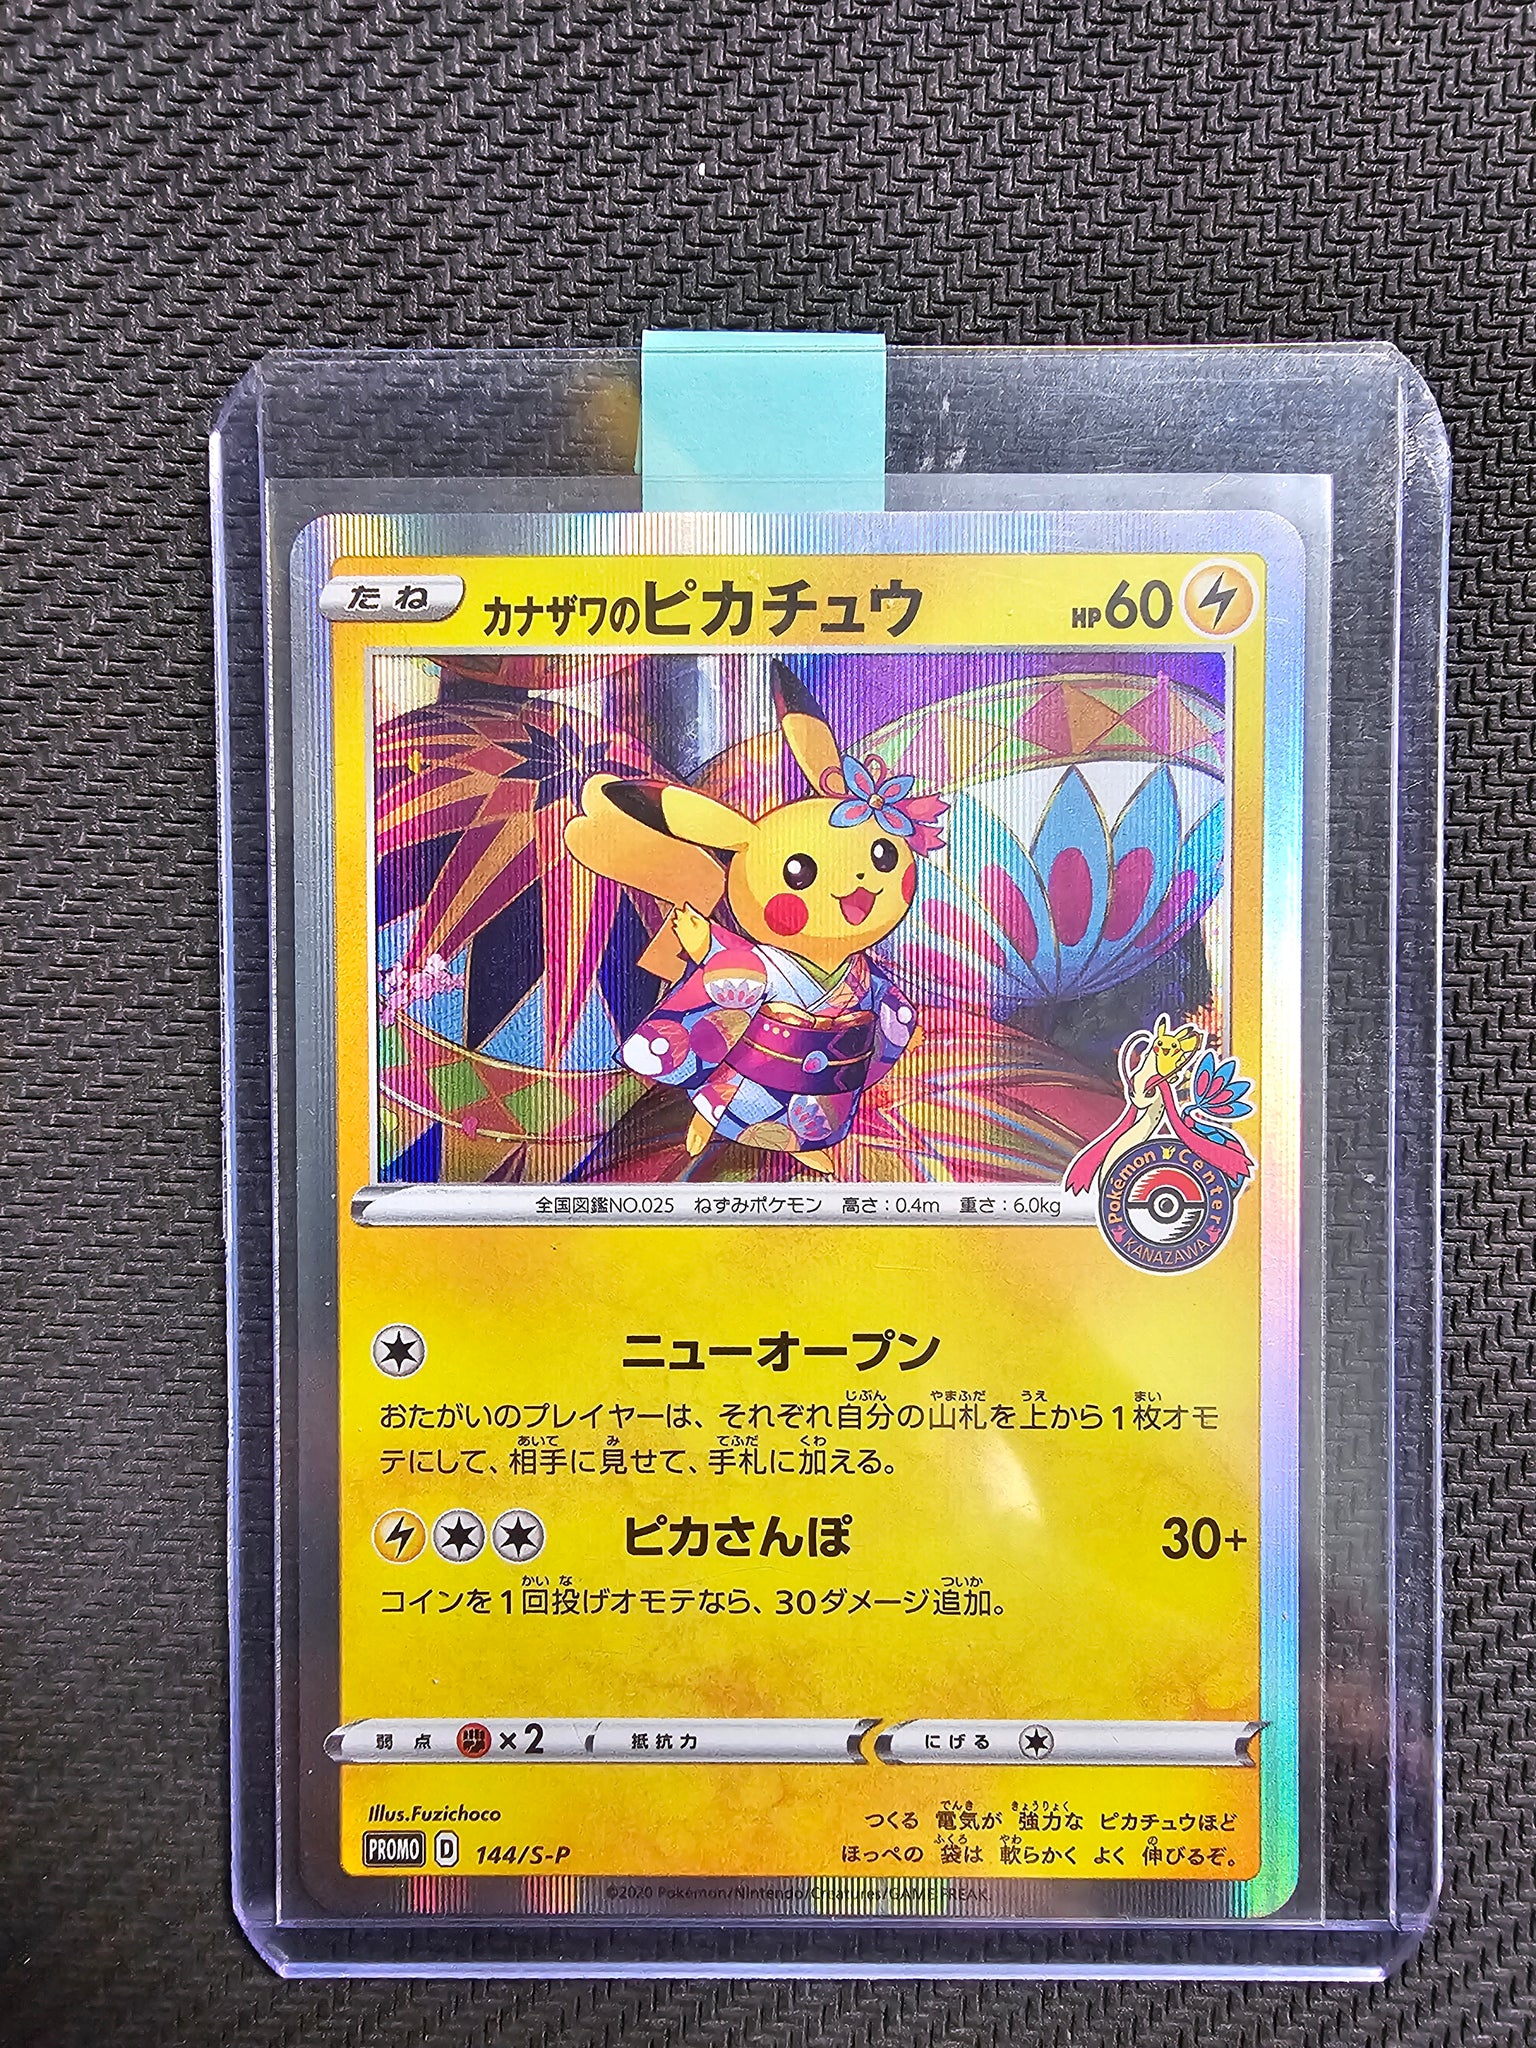 たね カナザワのピカチュウ HP60
Pokémon Center
KANAZAWA
全国図鑑NO.025 ねずみポケモン 高さ：0.4m 重さ：6.0kg
ニューオープン
おたがいのプレイヤーは、それぞれ自分の山札を上から1枚オモ
テにして、相手に見せて、手札に加える。
ピカさんぽ 30+
コインを1回投げオモテなら、30ダメージ追加。
弱点 ×2 抵抗力 にげる
Illus.Fuzichoco
PROMO D 144/S-P
つくる 電気が 強力な ピカチュウほど
ほっぺの 袋は 軟らかく よく 伸びるぞ。
©2020 Pokémon/Nintendo/Creatures/GAME FREAK.